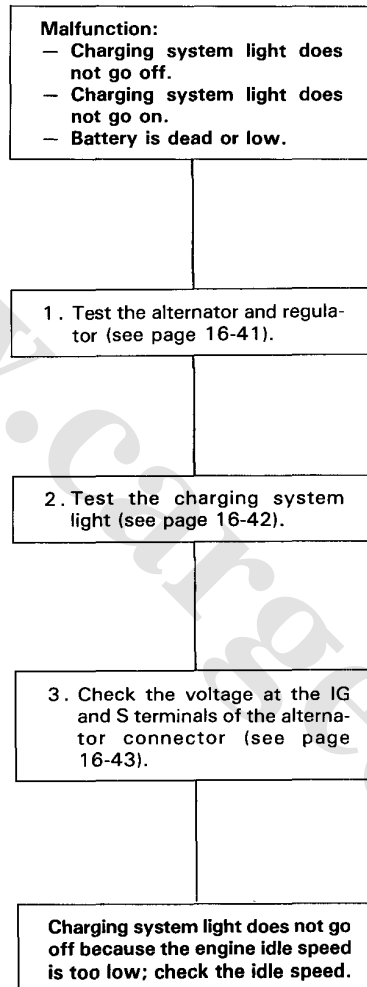 Malfunction:
— Charging system light does
not go off.
— Charging system light does
not go on.
— Battery is dead or low.
1. Test the alternator and regula-
tor (see page 16-41).
2. Test the charging system
light (see page 16-42).
3. Check the voltage at the IG
and S terminals of the alterna-
tor connector (see page
16-43).
Charging system light does not go
off because the engine idle speed
is too low; check the idle speed.